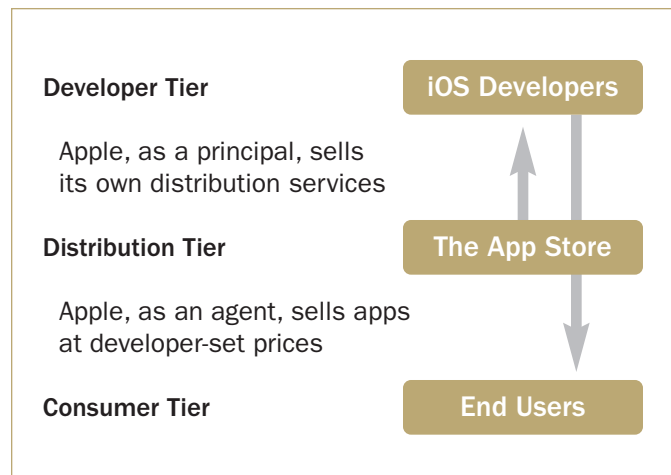 Developer Tier
iOS Developers
Apple, as a principal, sells
its own distribution services
Distribution Tier
The App Store
Apple, as an agent, sells apps
at developer-set prices
Consumer Tier
End Users